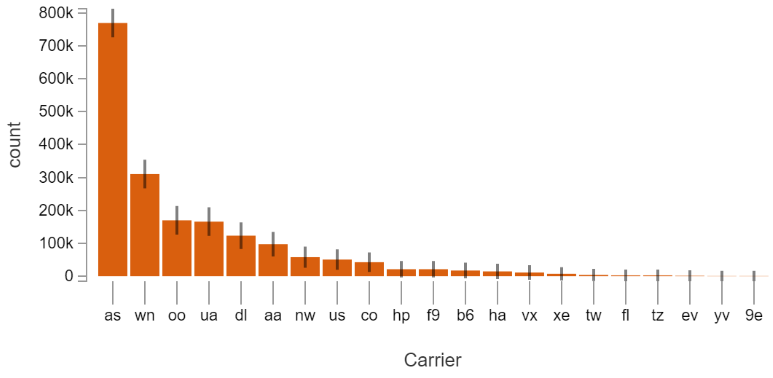 800k
700k
600k
500k
400k
300k
200k
100k
0
count
as wn oo ua dl aa nw us co hp f9 b6 ha vx xe tw fl tz ev yv 9e
Carrier